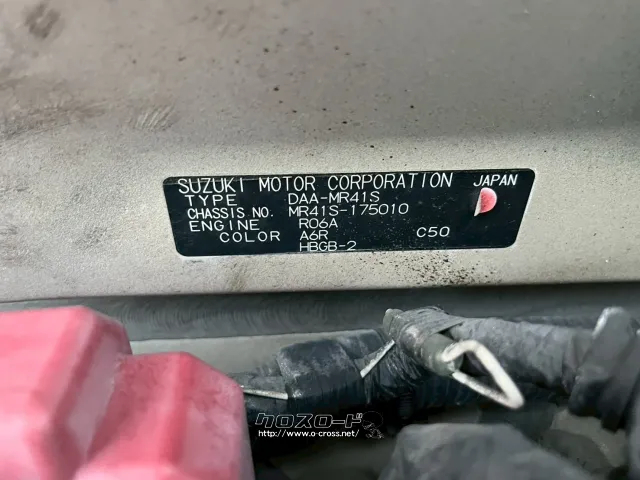 SUZUKI MOTOR CORPORATION JAPAN
TYPE DAA-MR41S
CHASSIS NO. MR41S-175010
ENGINE R06A
COLOR A6R C50
HBGB-2
クロスロード
http://www.o-cross.net/